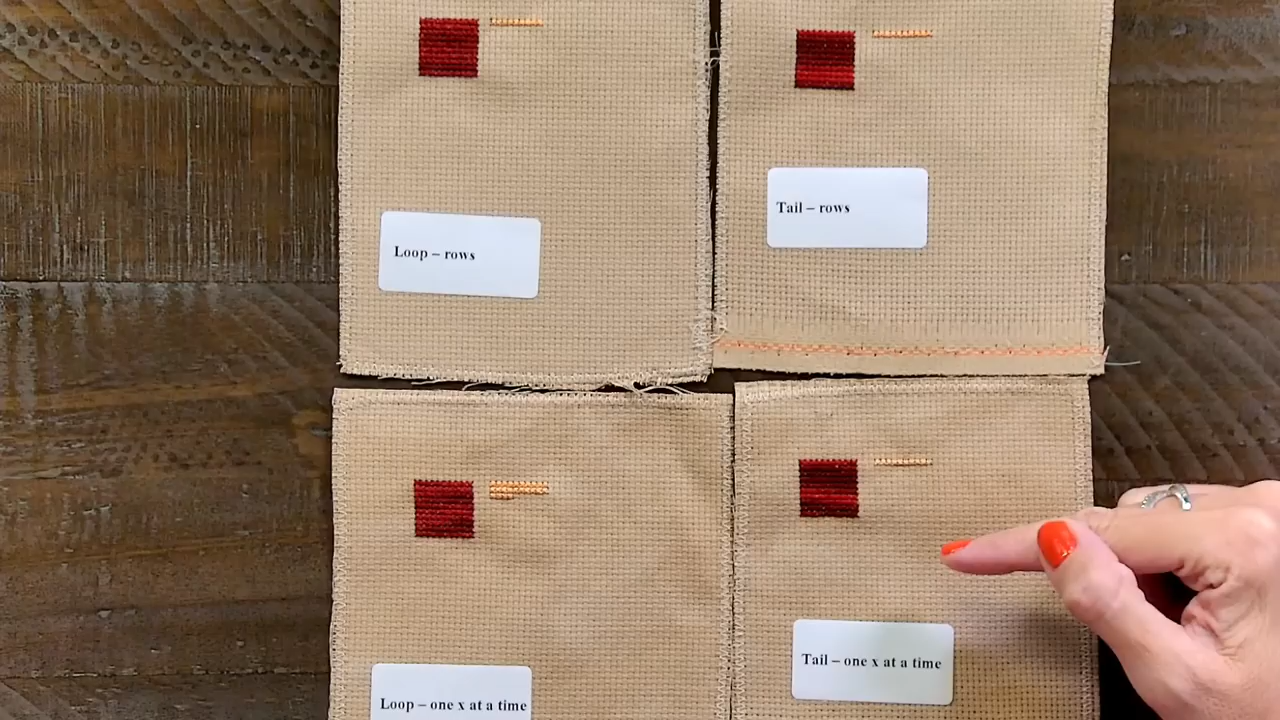 Loop – rows
Tail – rows
Loop – one x at a time
Tail – one x at a time